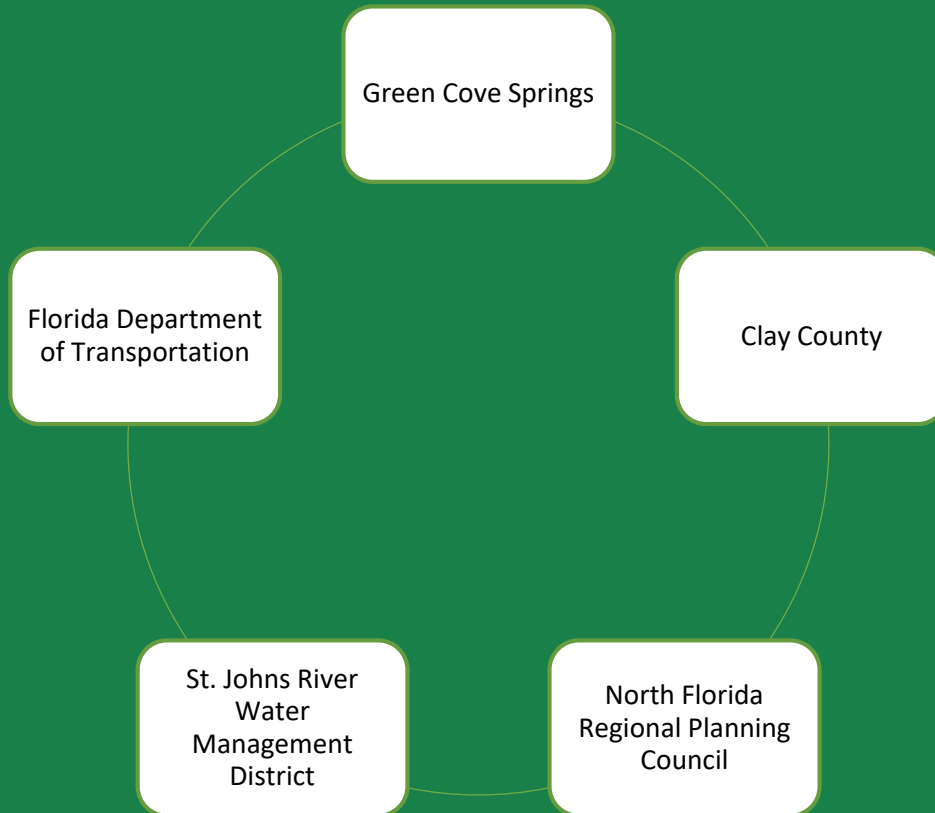 Green Cove Springs
Florida Department
of Transportation
Clay County
St. Johns River
Water
Management
District
North Florida
Regional Planning
Council